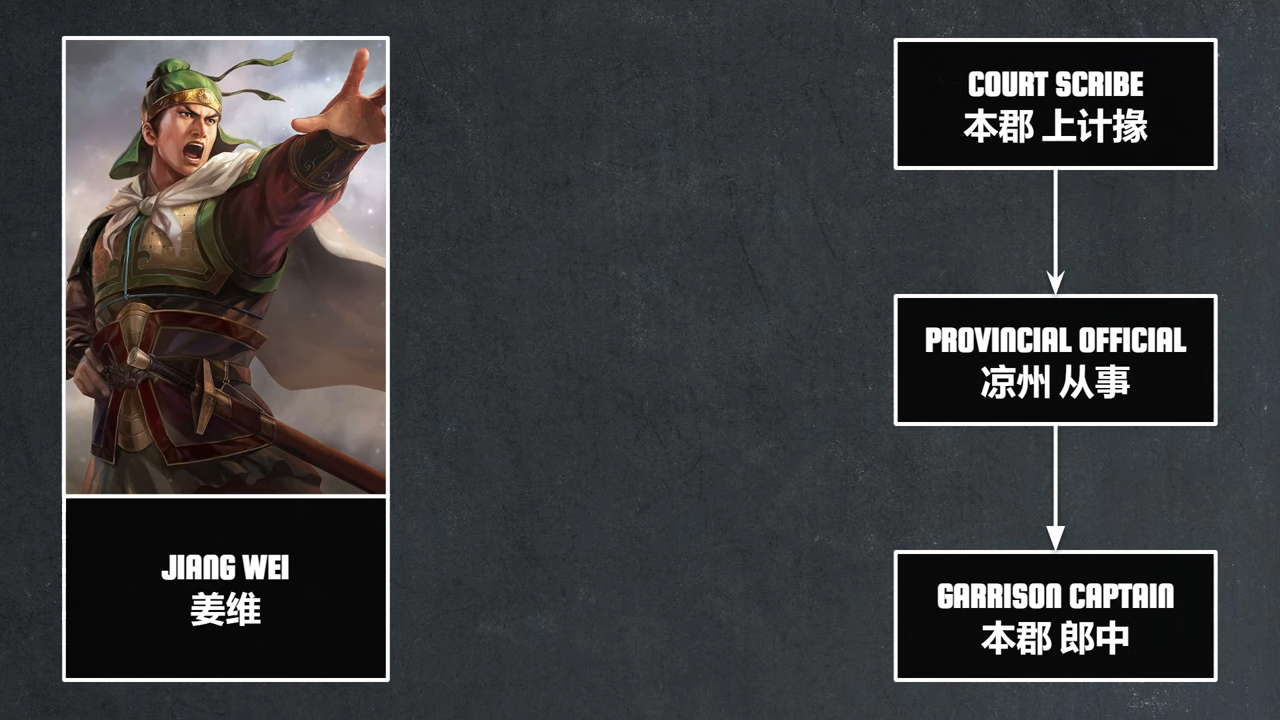 JIANG WEI
姜维
COURT SCRIBE
本郡 上计掾
PROVINCIAL OFFICIAL
凉州 从事
GARRISON CAPTAIN
本郡 郎中